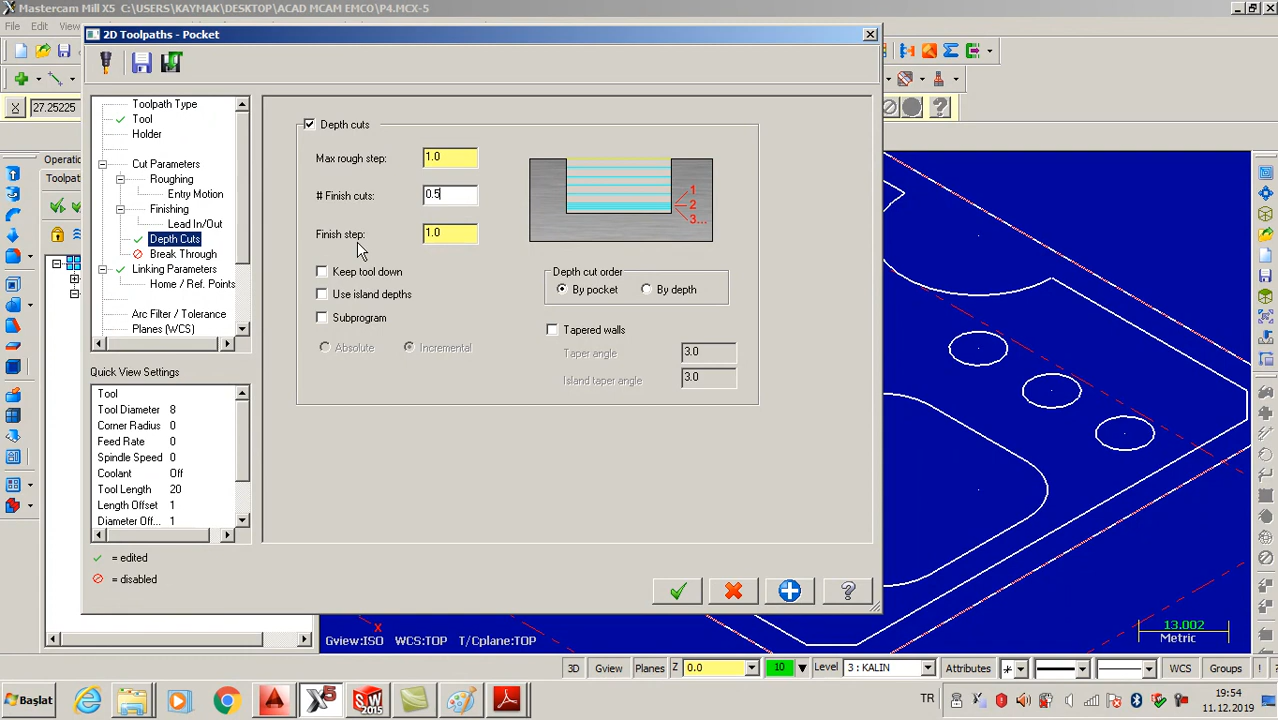 Mastercam Mill X5 C:\USERS\KAYMAK\DESKTOP\ACAD MCAM EMCO\P4.MCX-5
File Edit View
2D Toolpaths - Pocket
27.25225
Toolpath Type
Tool
Holder
Cut Parameters
Roughing
Entry Motion
Finishing
Lead In/Out
Depth Cuts
Break Through
Linking Parameters
Home / Ref. Points
Arc Filter / Tolerance
Planes (WCS)
Quick View Settings
Tool
Tool Diameter 8
Corner Radius 0
Feed Rate 0
Spindle Speed 0
Coolant Off
Tool Length 20
Length Offset 1
Diameter Off... 1
= edited
= disabled
Depth cuts
Max rough step: 1.0
# Finish cuts: 0.5
Finish step: 1.0
Keep tool down
Use island depths
Subprogram
Absolute Incremental
1
2
3...
Depth cut order
By pocket By depth
Tapered walls
Taper angle 3.0
Island taper angle 3.0
X
Gview:ISO WCS:TOP T/Cplane:TOP
13.002
Metric
3D Gview Planes Z 0.0 10 Level 3 : KALIN Attributes WCS Groups
Başlat
TR
19:54
11.12.2019